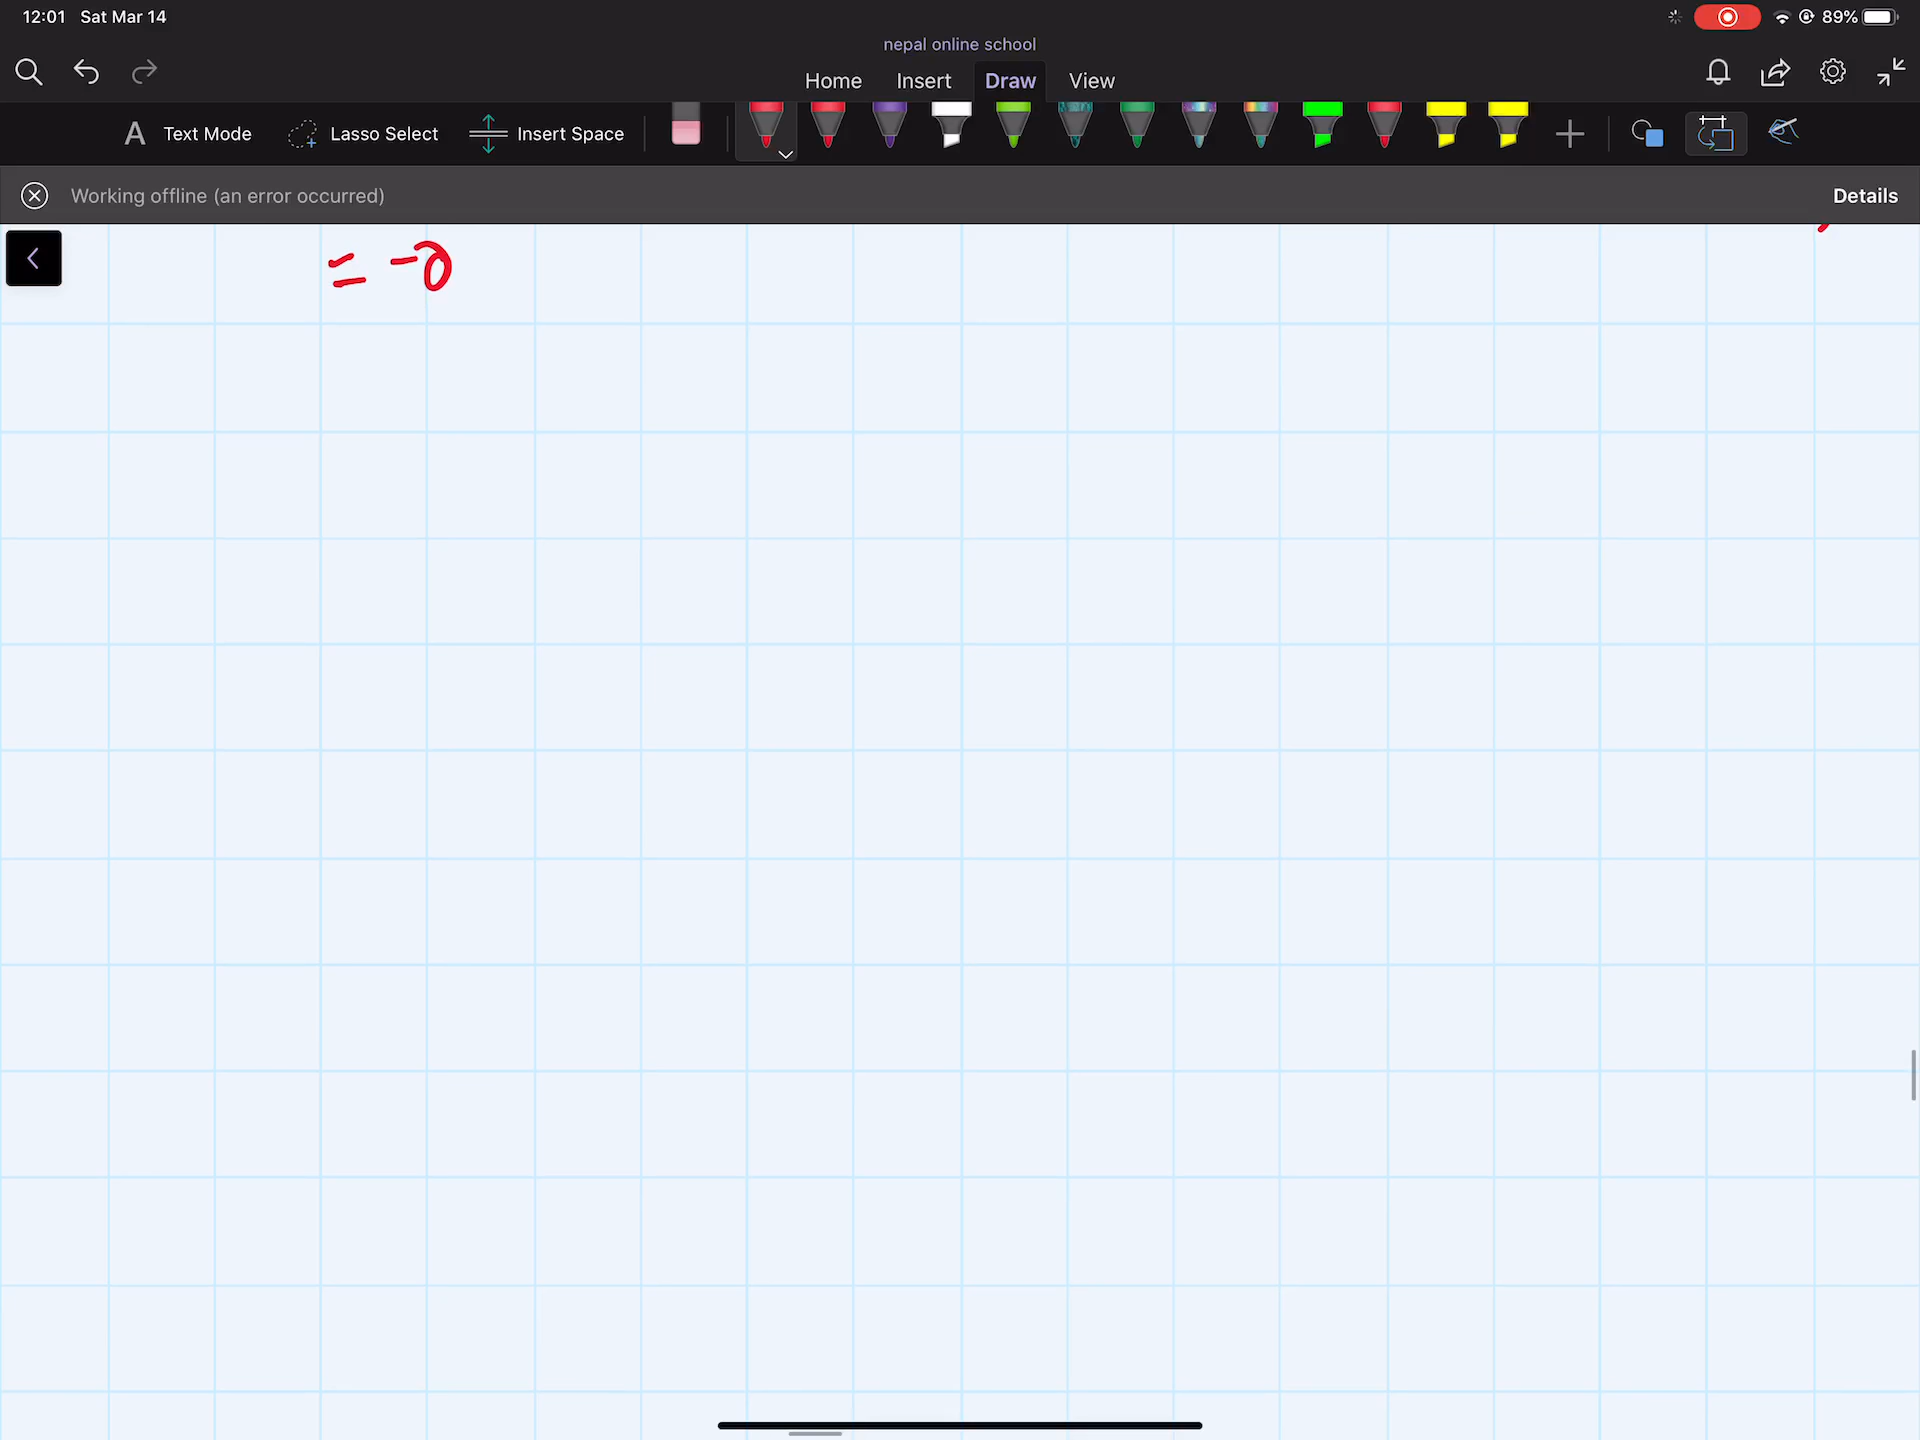 12:01 Sat Mar 14
89%
nepal online school
Home Insert Draw View
A Text Mode Lasso Select Insert Space
Working offline (an error occurred) Details